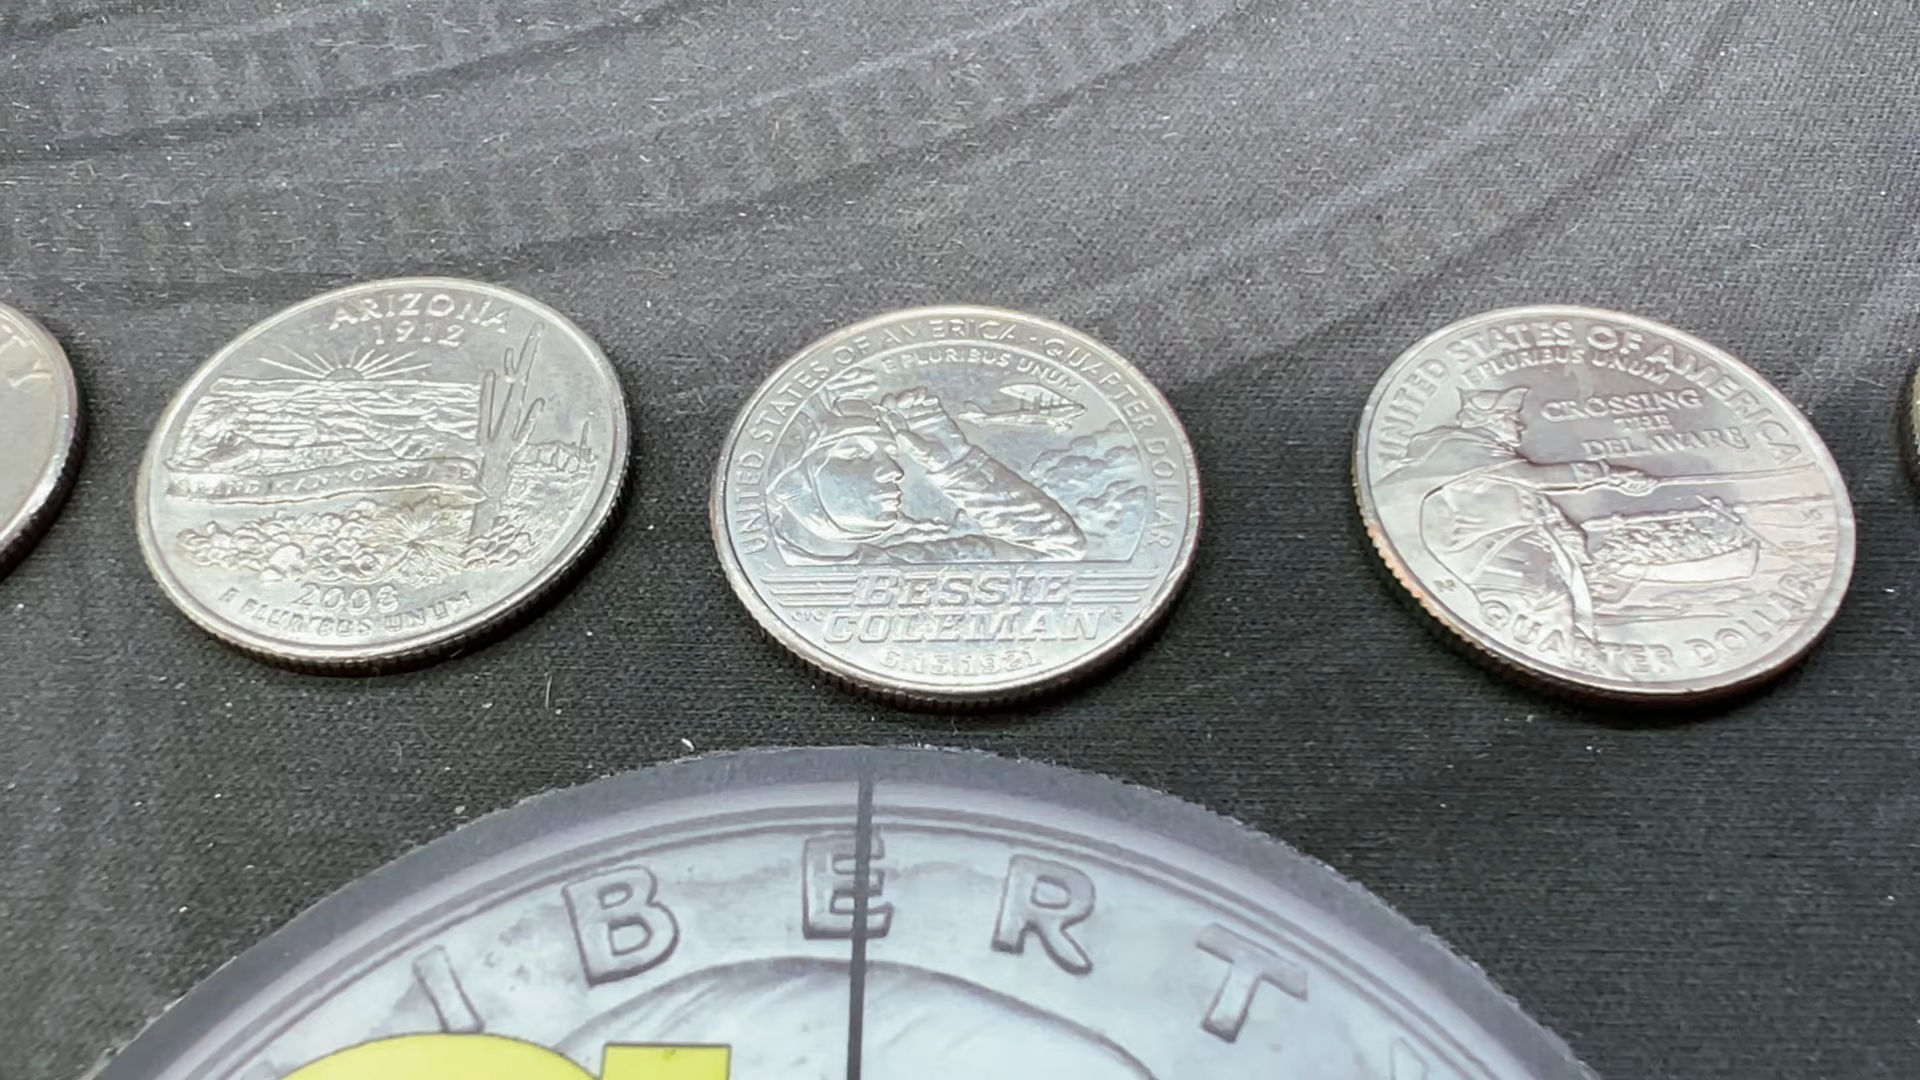 ARIZONA
1912
GRAND CANYON STATE
2008
E PLURIBUS UNUM
UNITED STATES OF AMERICA · QUARTER DOLLAR
E PLURIBUS UNUM
BESSIE
COLEMAN
6.15.1921
UNITED STATES OF AMERICA
E PLURIBUS UNUM
CROSSING
THE
DELAWARE
QUARTER DOLLAR
IBERT